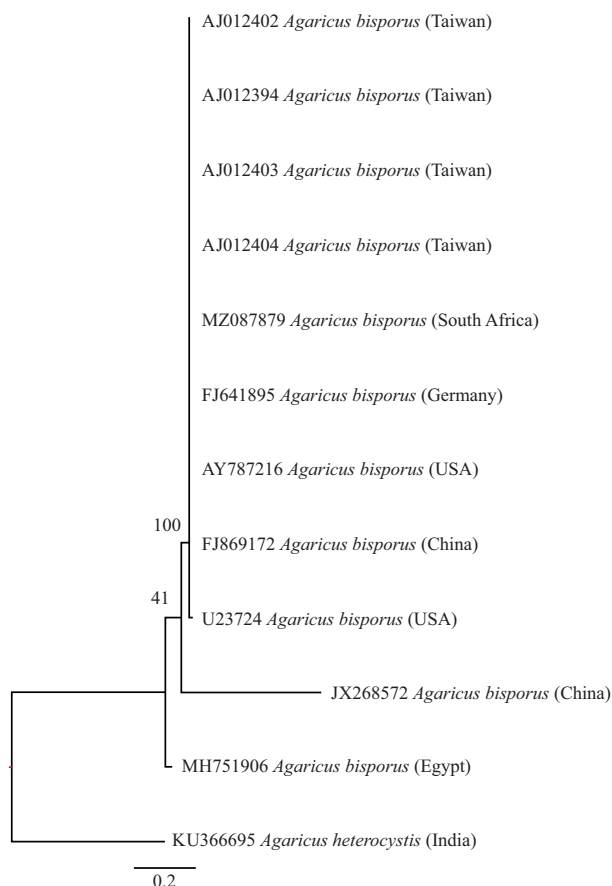 AJ012402 Agaricus bisporus (Taiwan)
AJ012394 Agaricus bisporus (Taiwan)
AJ012403 Agaricus bisporus (Taiwan)
AJ012404 Agaricus bisporus (Taiwan)
MZ087879 Agaricus bisporus (South Africa)
FJ641895 Agaricus bisporus (Germany)
AY787216 Agaricus bisporus (USA)
100
FJ869172 Agaricus bisporus (China)
41
U23724 Agaricus bisporus (USA)
JX268572 Agaricus bisporus (China)
MH751906 Agaricus bisporus (Egypt)
KU366695 Agaricus heterocystis (India)
0.2